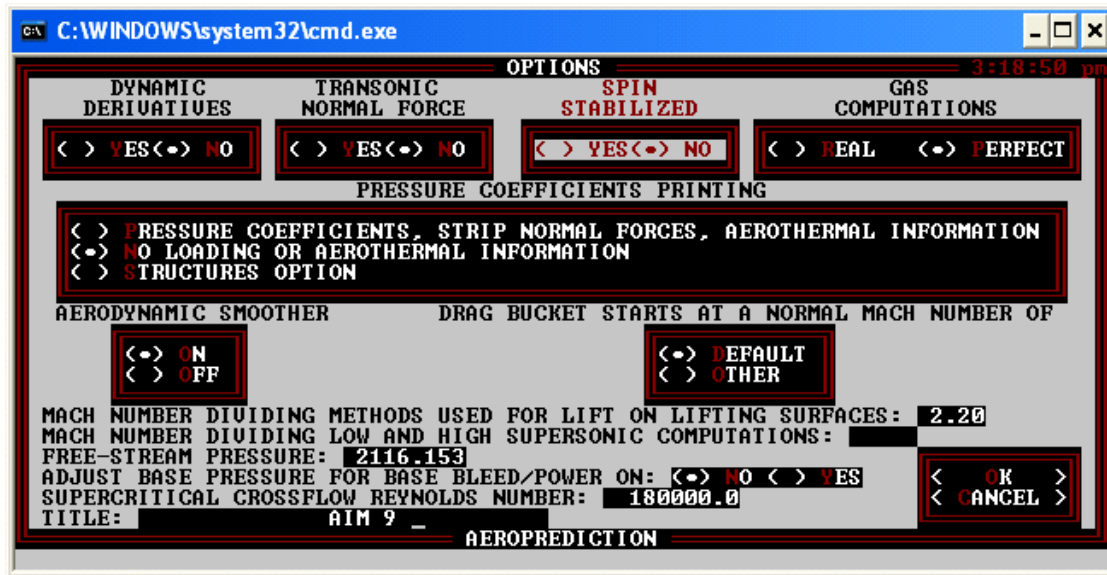 C:\WINDOWS\system32\cmd.exe
OPTIONS 3:18:50 pm
DYNAMIC TRANSONIC SPIN GAS
DERIVATIVES NORMAL FORCE STABILIZED COMPUTATIONS
( ) YES(•) NO ( ) YES(•) NO ( ) YES(•) NO ( ) REAL (•) PERFECT
PRESSURE COEFFICIENTS PRINTING
( ) PRESSURE COEFFICIENTS, STRIP NORMAL FORCES, AEROTHERMAL INFORMATION
(•) NO LOADING OR AEROTHERMAL INFORMATION
( ) STRUCTURES OPTION
AERODYNAMIC SMOOTHER DRAG BUCKET STARTS AT A NORMAL MACH NUMBER OF
(•) ON (•) DEFAULT
( ) OFF ( ) OTHER
MACH NUMBER DIVIDING METHODS USED FOR LIFT ON LIFTING SURFACES: 2.20
MACH NUMBER DIVIDING LOW AND HIGH SUPERSONIC COMPUTATIONS:
FREE-STREAM PRESSURE: 2116.153
ADJUST BASE PRESSURE FOR BASE BLEED/POWER ON: (•) NO ( ) YES < OK >
SUPERCRITICAL CROSSFLOW REYNOLDS NUMBER: 180000.0 < CANCEL >
TITLE: AIM 9 _
AEROPREDICTION